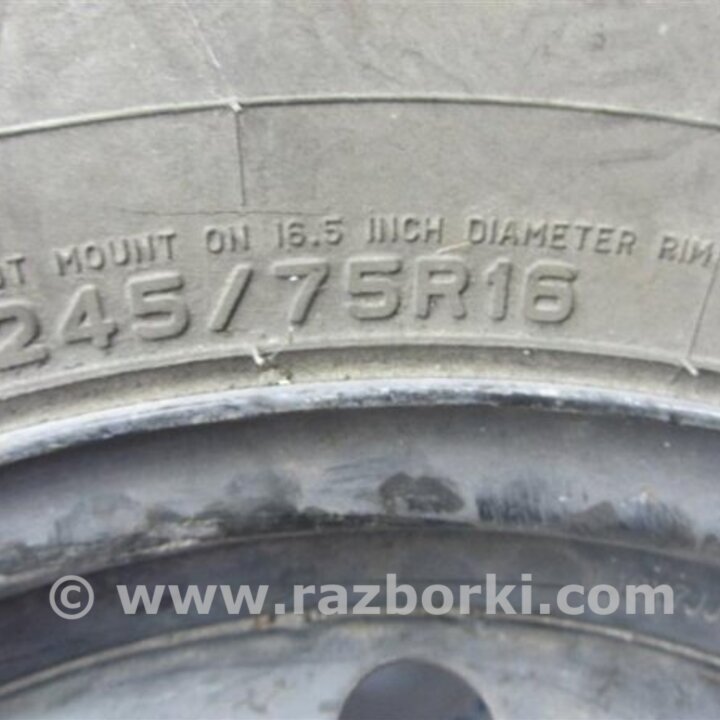 MOUNT ON 16.5 INCH DIAMETER RIM
245/75R16
© www.razborki.com